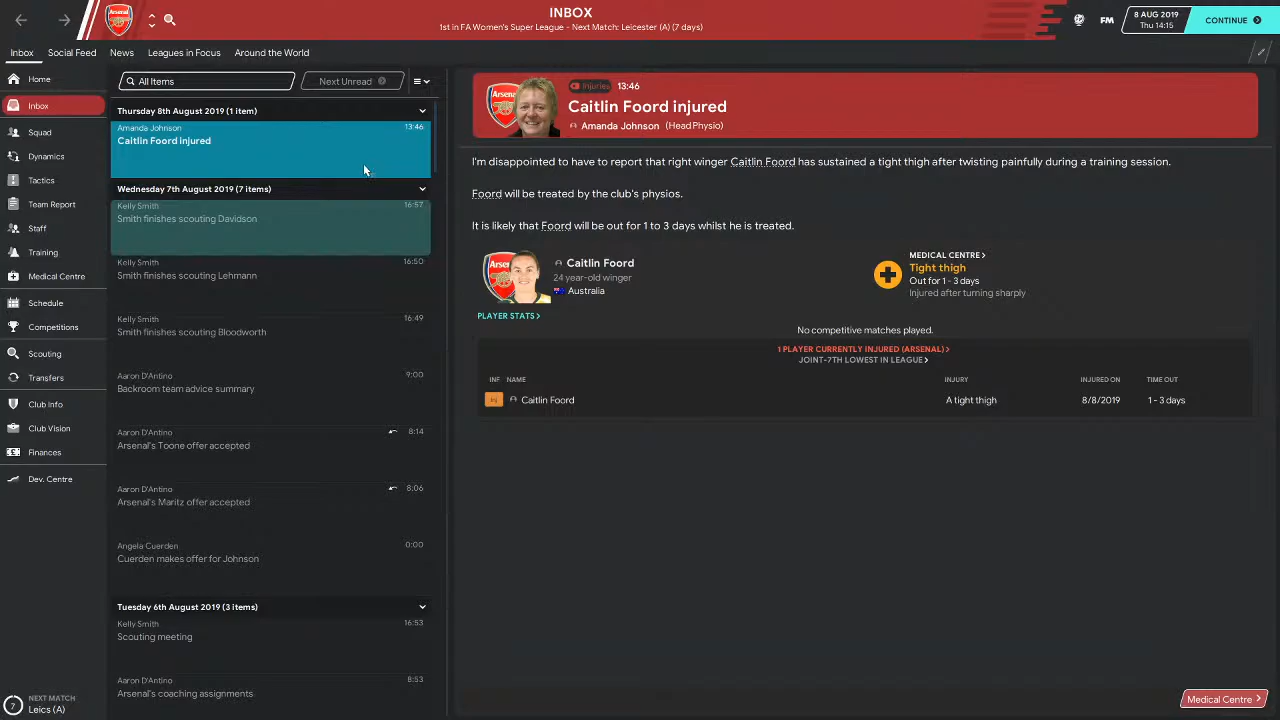 INBOX
1st in FA Women's Super League - Next Match: Leicester (A) (7 days)
FM
8 AUG 2019
Thu 14:15
CONTINUE
Inbox
Social Feed
News
Leagues in Focus
Around the World
Home
Inbox
Squad
Dynamics
Tactics
Team Report
Staff
Training
Medical Centre
Schedule
Competitions
Scouting
Transfers
Club Info
Club Vision
Finances
Dev. Centre
7
NEXT MATCH
Leics (A)
All Items
Next Unread
Thursday 8th August 2019 (1 item)
Amanda Johnson 13:46
Caitlin Foord injured
Wednesday 7th August 2019 (7 items)
Kelly Smith 16:57
Smith finishes scouting Davidson
Kelly Smith 16:50
Smith finishes scouting Lehmann
Kelly Smith 16:49
Smith finishes scouting Bloodworth
Aaron D'Antino 9:00
Backroom team advice summary
Aaron D'Antino 8:14
Arsenal's Toone offer accepted
Aaron D'Antino 8:06
Arsenal's Maritz offer accepted
Angela Cuerden 0:00
Cuerden makes offer for Johnson
Tuesday 6th August 2019 (3 items)
Kelly Smith 16:53
Scouting meeting
Aaron D'Antino 8:53
Arsenal's coaching assignments
Arsenal
Injuries 13:46
Caitlin Foord injured
Amanda Johnson (Head Physio)
I'm disappointed to have to report that right winger Caitlin Foord has sustained a tight thigh after twisting painfully during a training session.
Foord will be treated by the club's physios.
It is likely that Foord will be out for 1 to 3 days whilst he is treated.
Caitlin Foord
24 year-old winger
Australia
MEDICAL CENTRE >
Tight thigh
Out for 1 - 3 days
Injured after turning sharply
PLAYER STATS >
No competitive matches played.
1 PLAYER CURRENTLY INJURED (ARSENAL) >
JOINT-7TH LOWEST IN LEAGUE >
INF NAME INJURY INJURED ON TIME OUT
Inj Caitlin Foord A tight thigh 8/8/2019 1 - 3 days
Medical Centre >